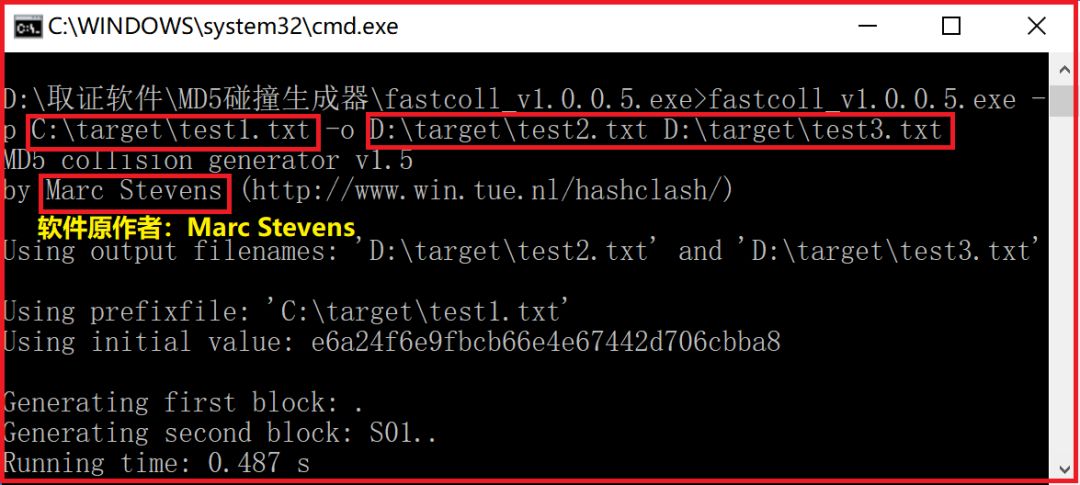 C:\WINDOWS\system32\cmd.exe
D:\取证软件\MD5碰撞生成器\fastcoll_v1.0.0.5.exe>fastcoll_v1.0.0.5.exe -
p C:\target\test1.txt -o D:\target\test2.txt D:\target\test3.txt
MD5 collision generator v1.5
by Marc Stevens (http://www.win.tue.nl/hashclash/)
软件原作者：Marc Stevens
Using output filenames: 'D:\target\test2.txt' and 'D:\target\test3.txt'
Using prefixfile: 'C:\target\test1.txt'
Using initial value: e6a24f6e9fbcb66e4e67442d706cbba8
Generating first block: .
Generating second block: S01..
Running time: 0.487 s